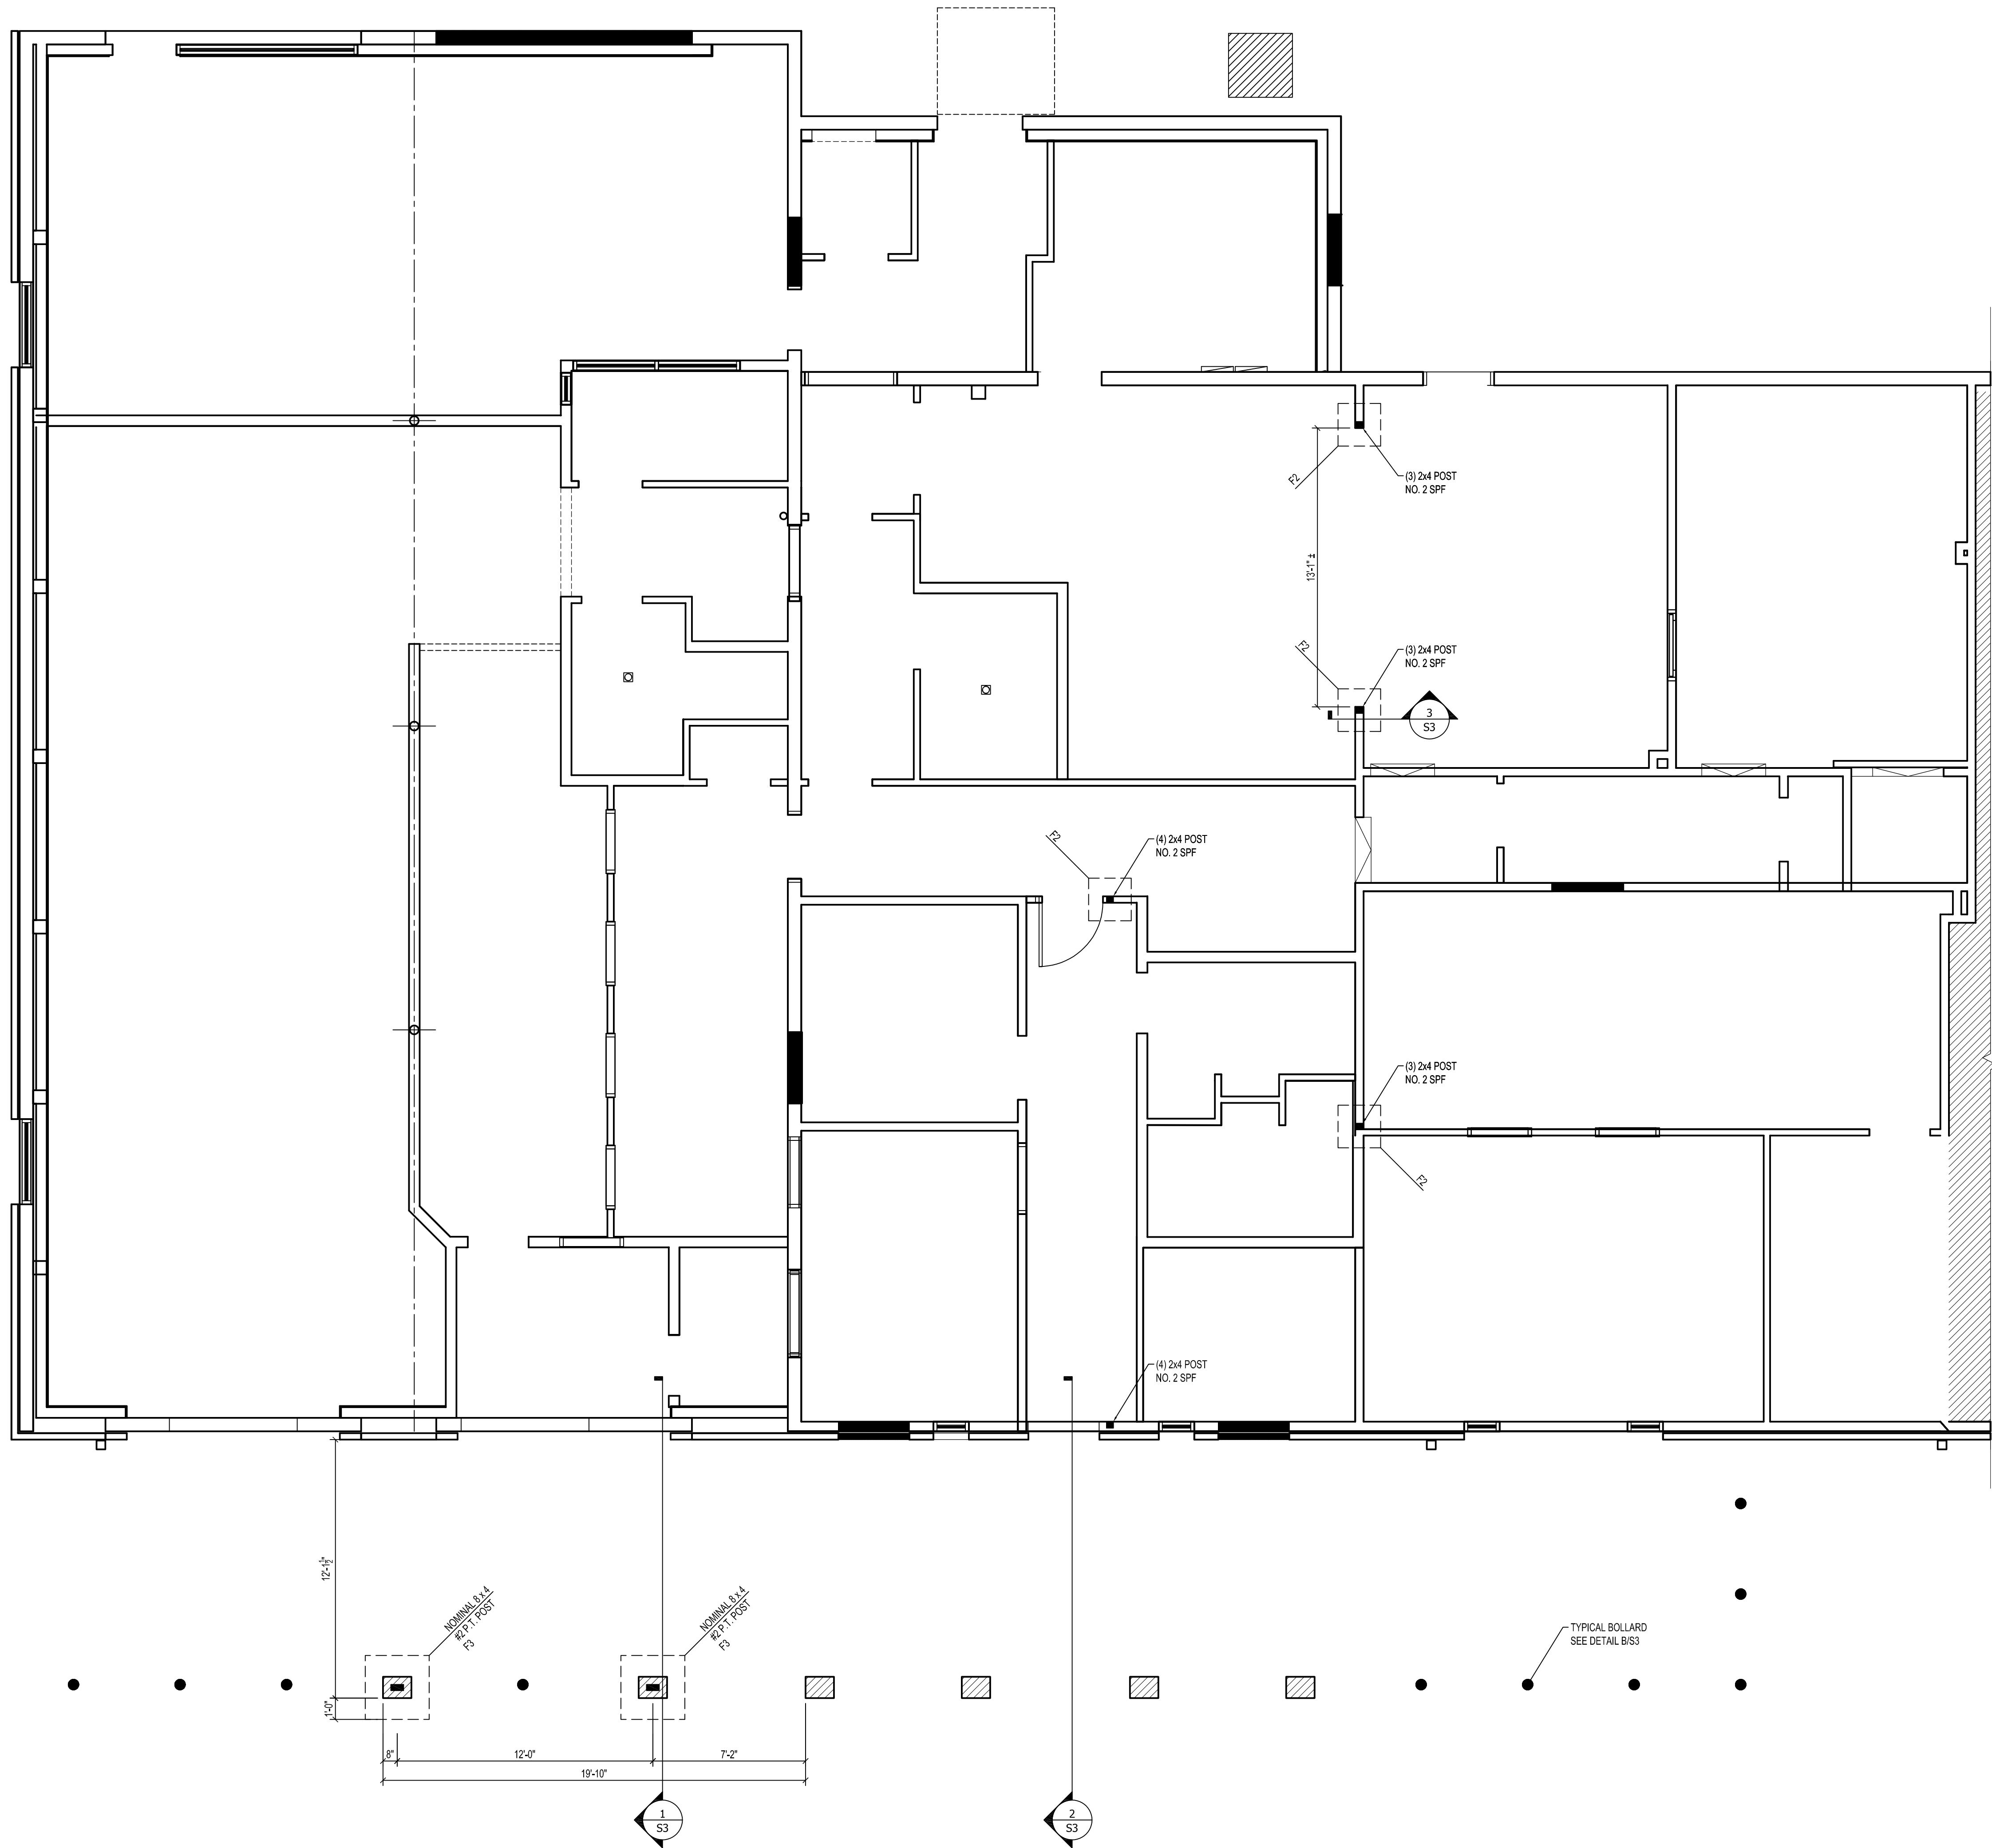 F2
(3) 2x4 POST
NO. 2 SPF
13'-1" ±
F2
(3) 2x4 POST
NO. 2 SPF
3
S3
F2
(4) 2x4 POST
NO. 2 SPF
(3) 2x4 POST
NO. 2 SPF
F2
(4) 2x4 POST
NO. 2 SPF
12'-1½"
NOMINAL 8 x 4
#2 P.T. POST
F3
NOMINAL 8 x 4
#2 P.T. POST
F3
TYPICAL BOLLARD
SEE DETAIL B/S3
1'-0"
8"
12'-0"
7'-2"
19'-10"
1
S3
2
S3